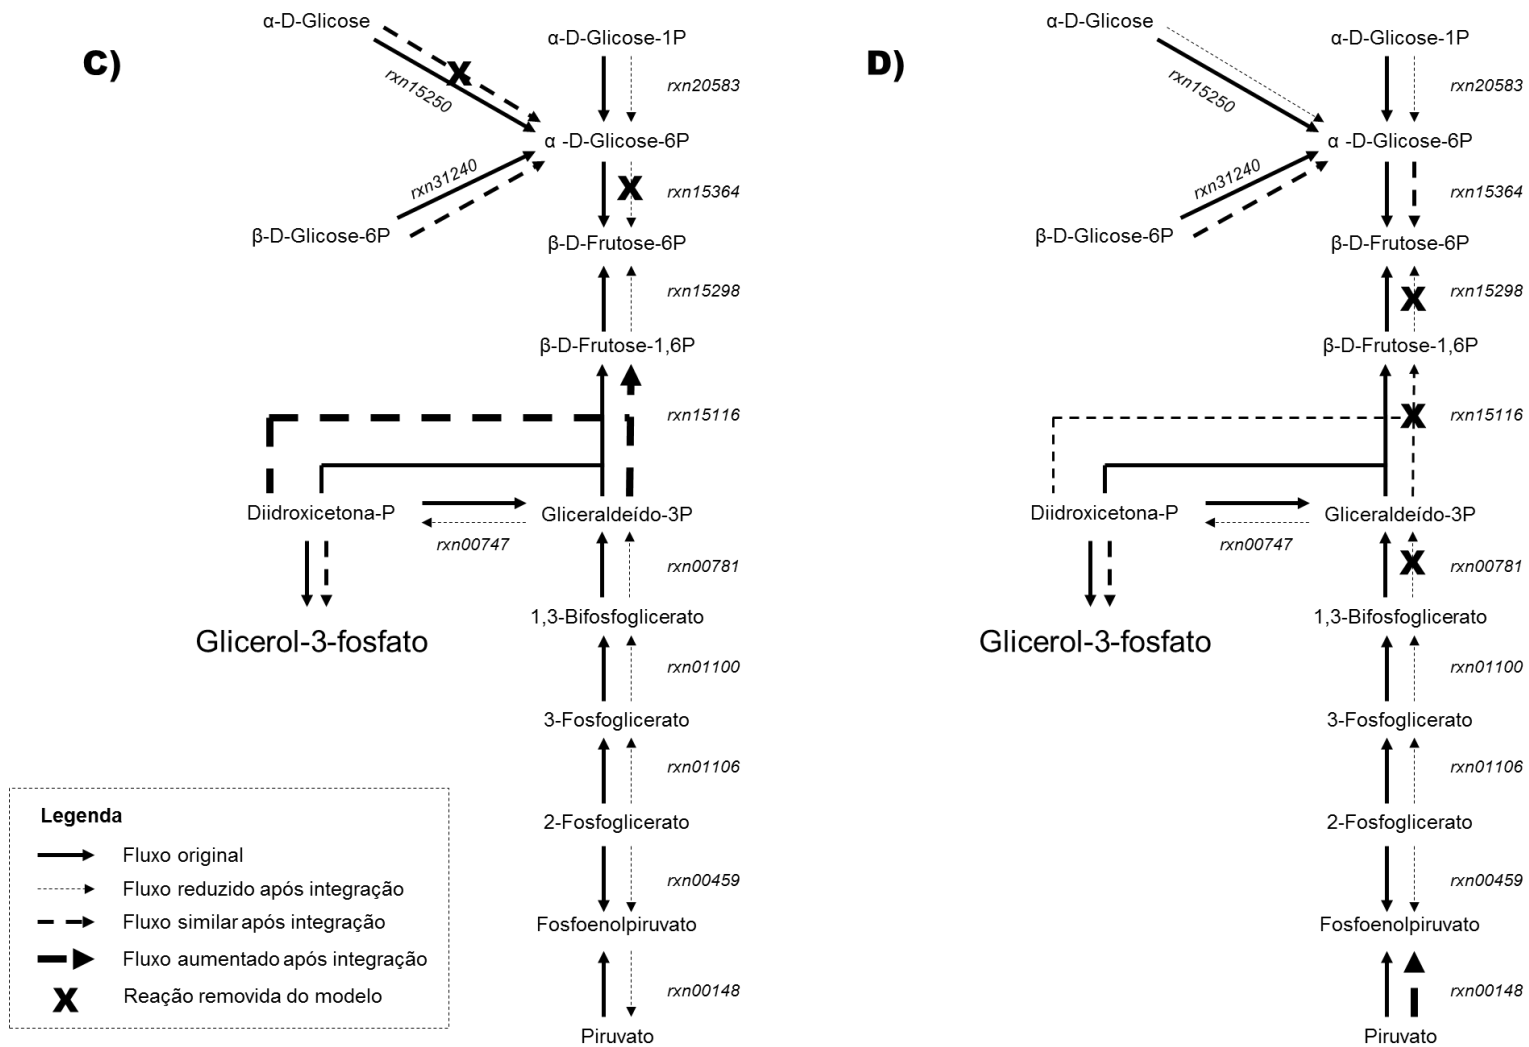 C)
α-D-Glicose
α-D-Glicose-1P
rxn15250
rxn20583
α -D-Glicose-6P
rxn31240
rxn15364
β-D-Glicose-6P
β-D-Frutose-6P
rxn15298
β-D-Frutose-1,6P
rxn15116
Diidroxicetona-P
Gliceraldeído-3P
rxn00747
rxn00781
Glicerol-3-fosfato
1,3-Bifosfoglicerato
rxn01100
3-Fosfoglicerato
rxn01106
2-Fosfoglicerato
rxn00459
Fosfoenolpiruvato
rxn00148
Piruvato
Legenda
Fluxo original
Fluxo reduzido após integração
Fluxo similar após integração
Fluxo aumentado após integração
X Reação removida do modelo
D)
α-D-Glicose
α-D-Glicose-1P
rxn15250
rxn20583
α -D-Glicose-6P
rxn31240
rxn15364
β-D-Glicose-6P
β-D-Frutose-6P
rxn15298
β-D-Frutose-1,6P
rxn15116
Diidroxicetona-P
Gliceraldeído-3P
rxn00747
rxn00781
Glicerol-3-fosfato
1,3-Bifosfoglicerato
rxn01100
3-Fosfoglicerato
rxn01106
2-Fosfoglicerato
rxn00459
Fosfoenolpiruvato
rxn00148
Piruvato